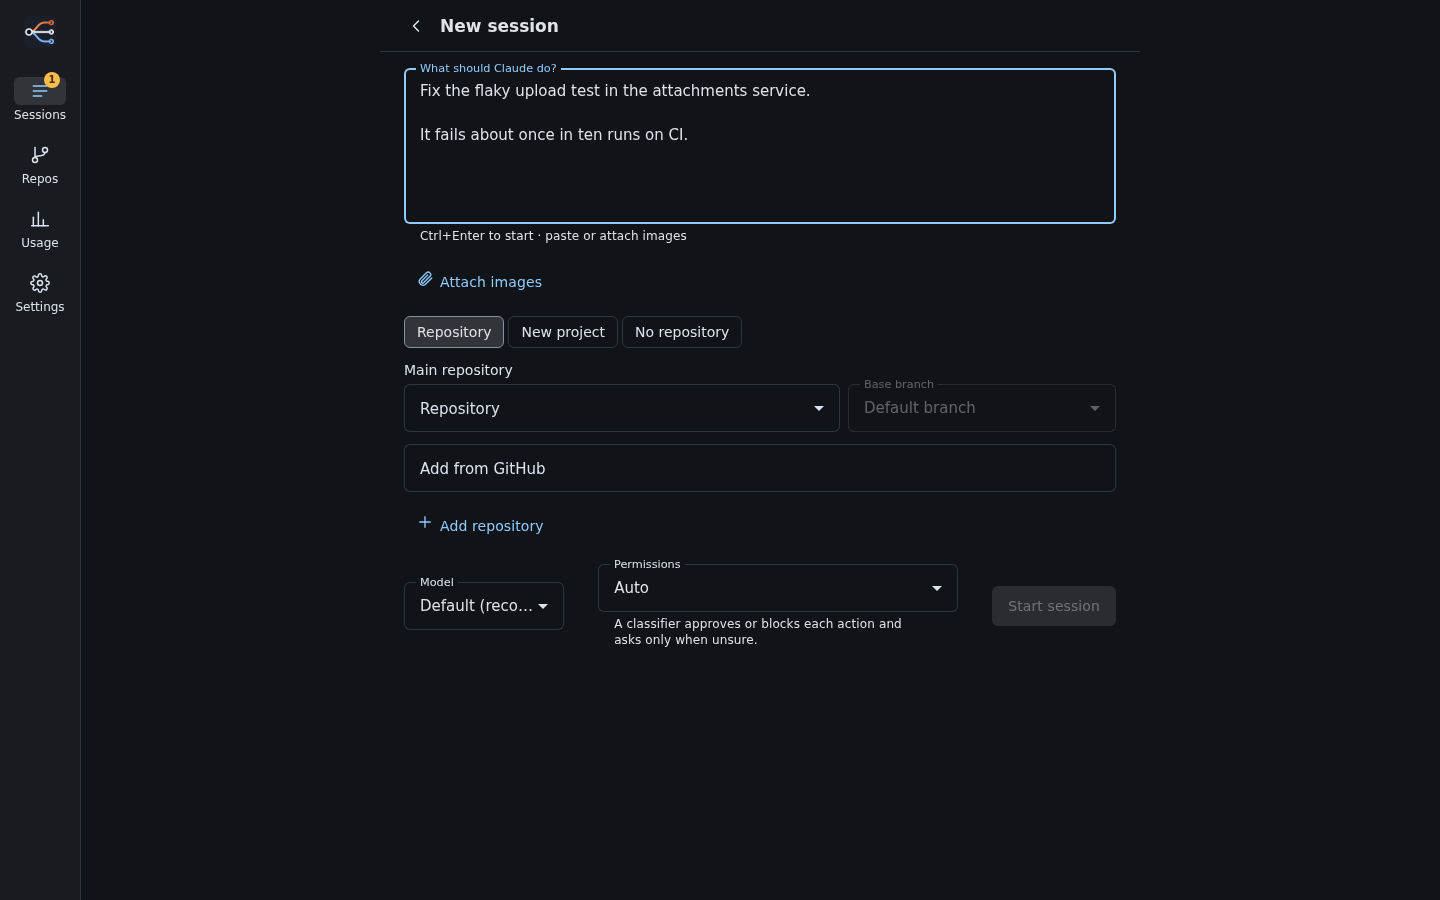 New session
1
Sessions
Repos
Usage
Settings
What should Claude do?
Fix the flaky upload test in the attachments service.
It fails about once in ten runs on CI.
Ctrl+Enter to start · paste or attach images
Attach images
Repository
New project
No repository
Main repository
Repository
Base branch
Default branch
Add from GitHub
Add repository
Model
Default (reco…
Permissions
Auto
A classifier approves or blocks each action and
asks only when unsure.
Start session